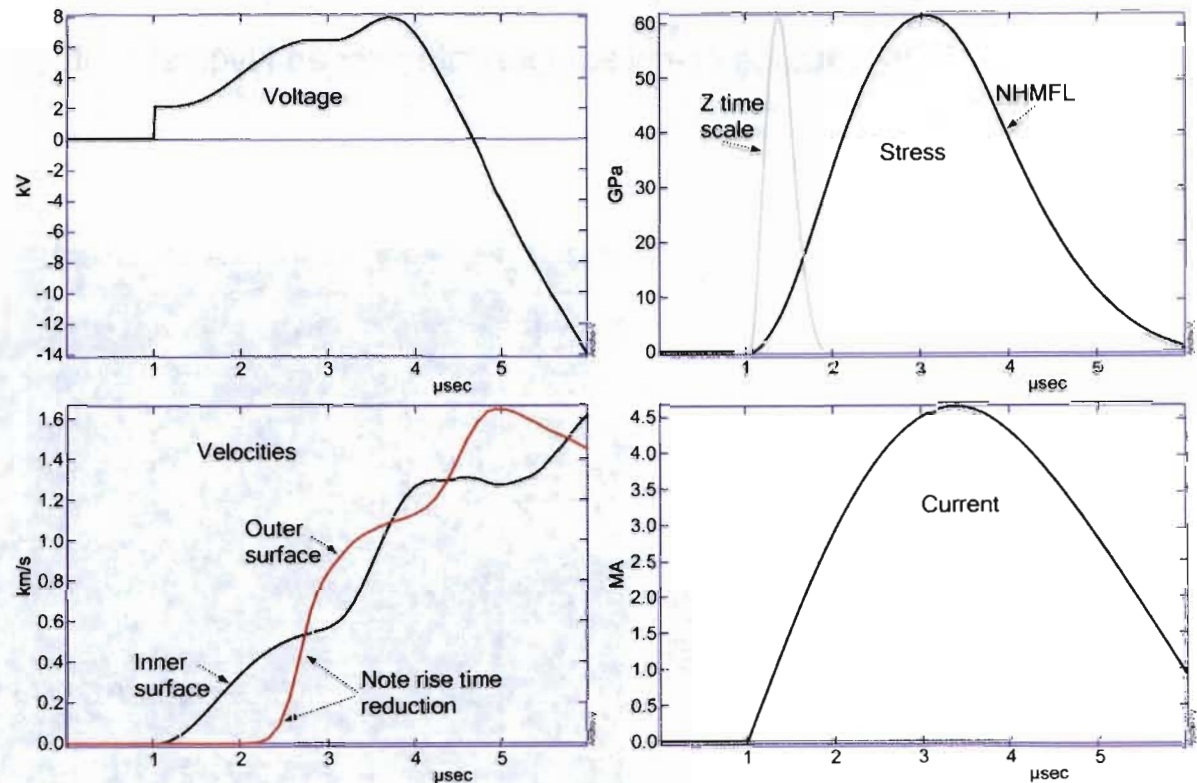 8
6
4
2
0
-2
-4
-6
-8
-10
-12
-14
kV
Voltage
1
2
3
4
5
µsec
60
50
40
30
20
10
0
GPa
Z time
scale
NHMFL
Stress
1
2
3
4
5
µsec
1.6
1.4
1.2
1.0
0.8
0.6
0.4
0.2
0.0
km/s
Velocities
Outer
surface
Inner
surface
Note rise time
reduction
1
2
3
4
5
µsec
4.5
4.0
3.5
3.0
2.5
2.0
1.5
1.0
0.5
0.0
MA
Current
1
2
3
4
5
µsec